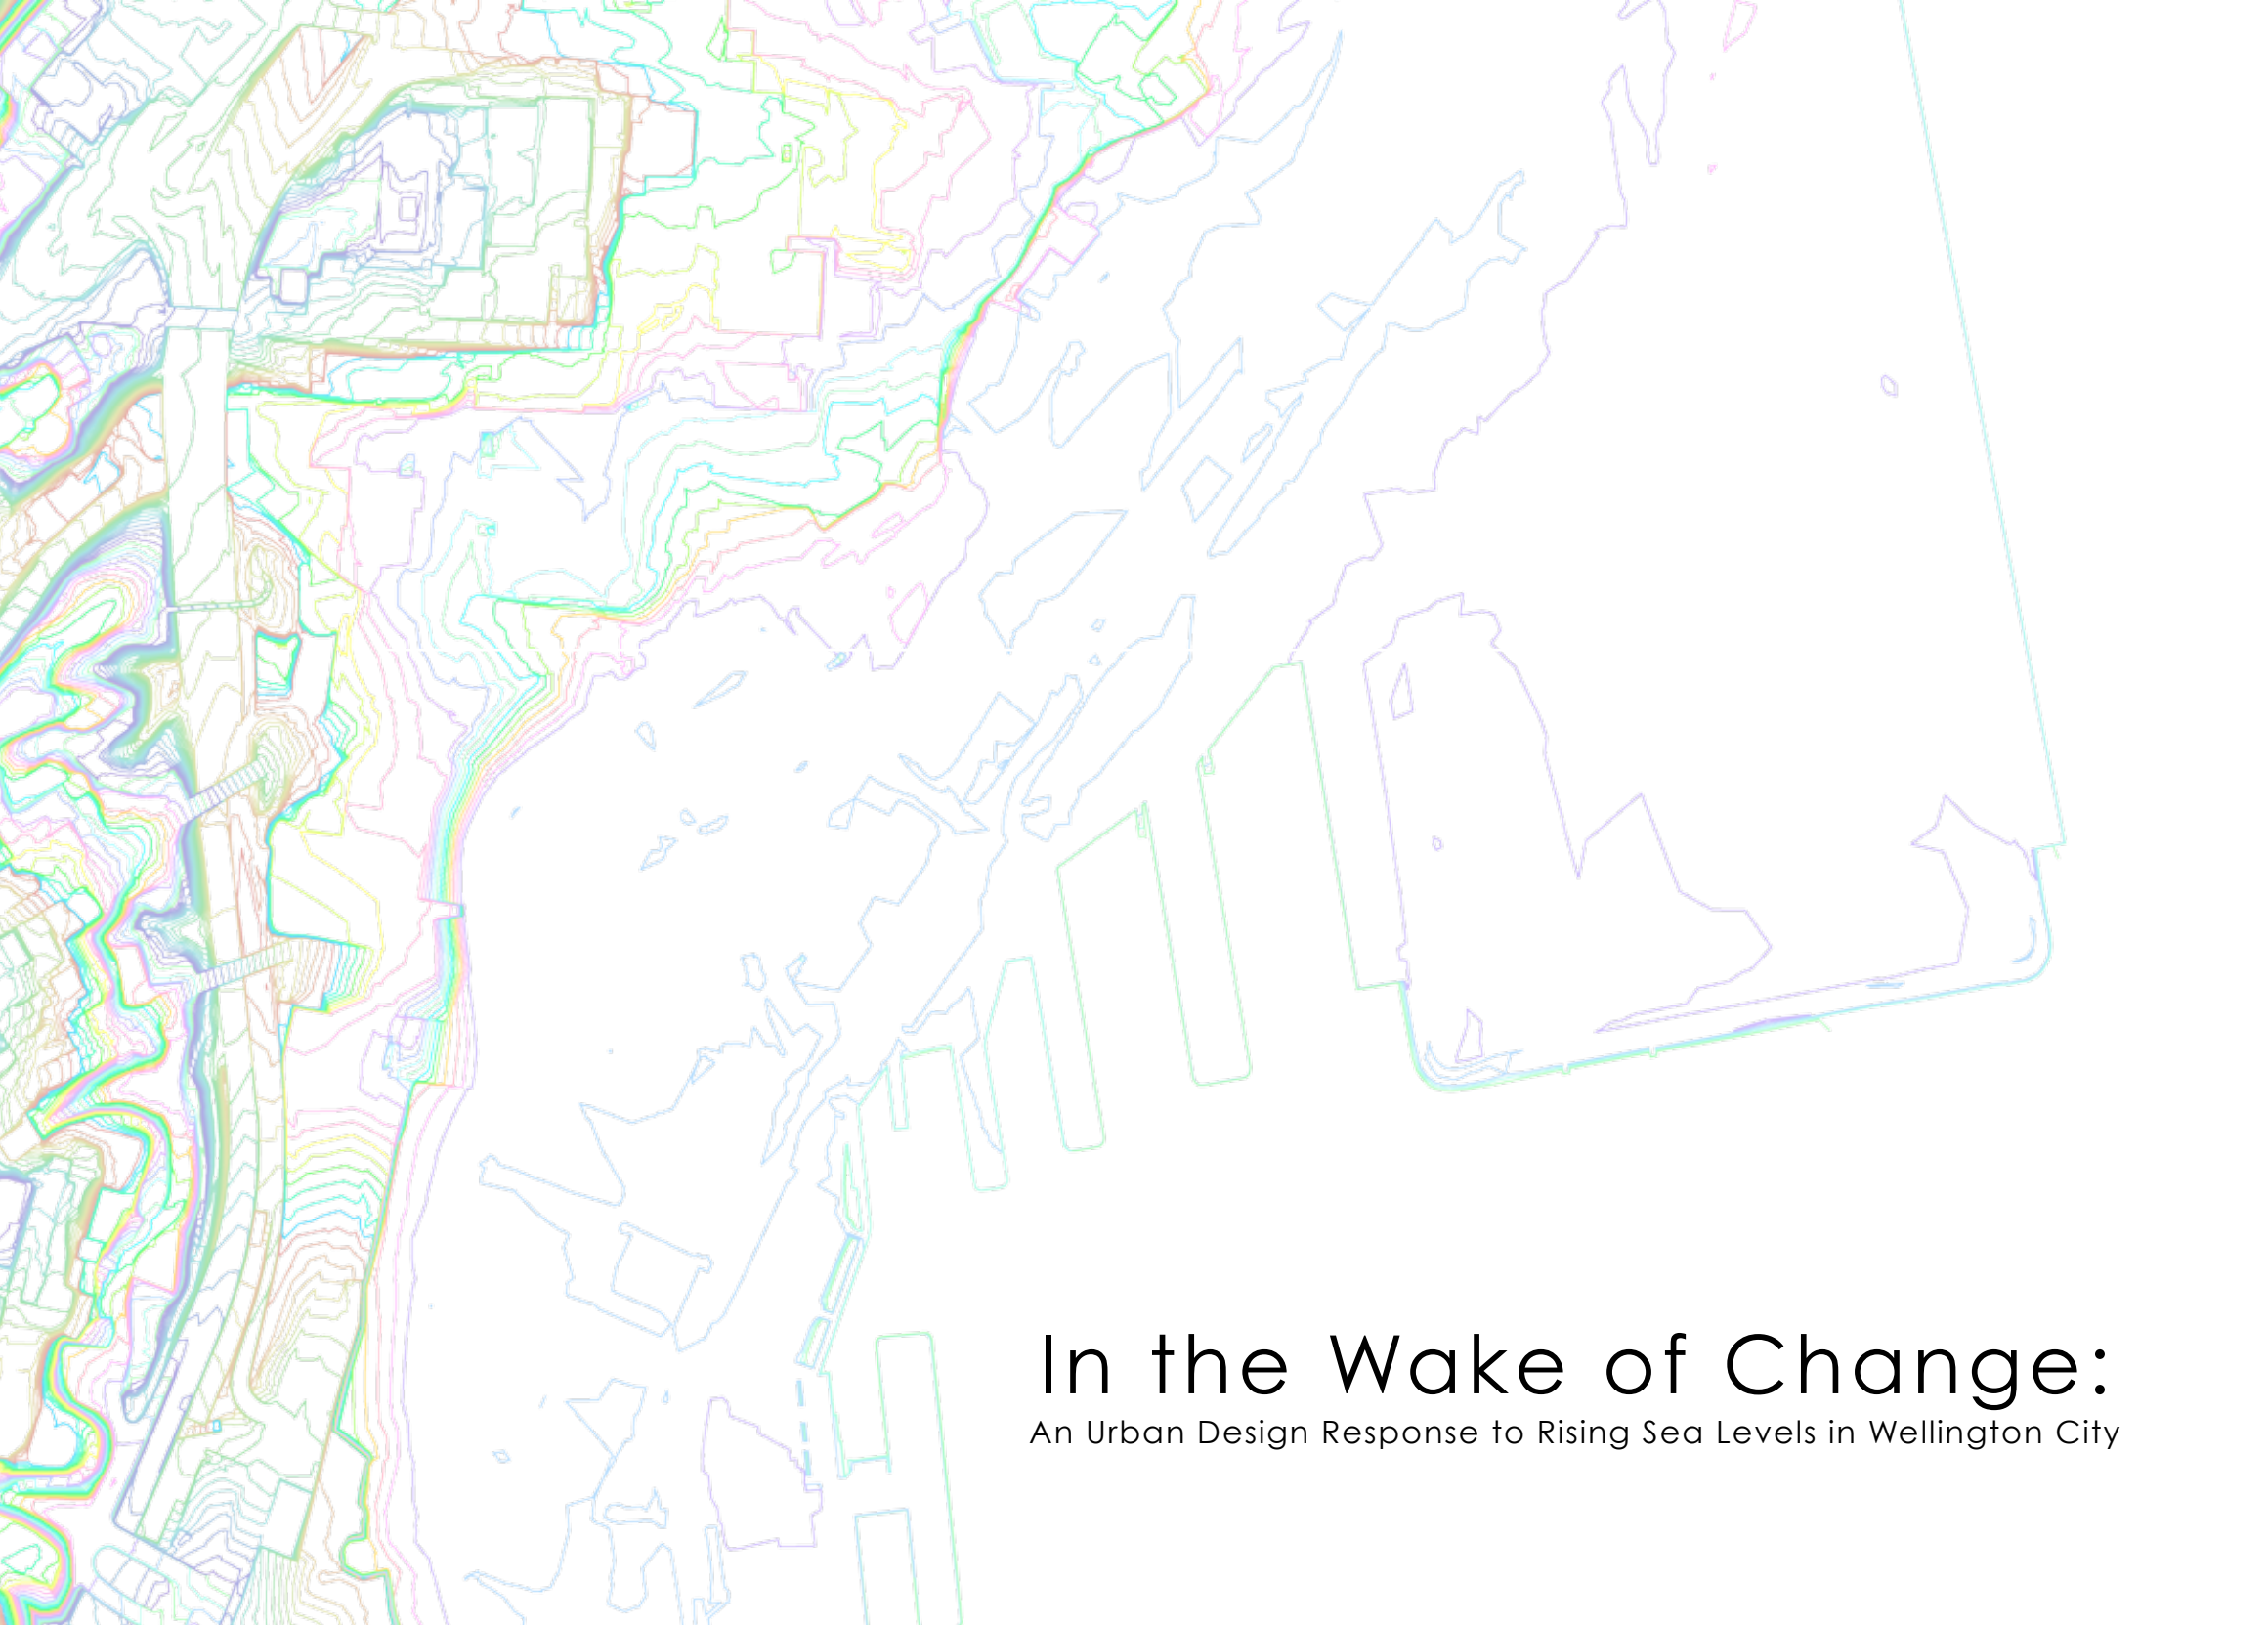 In the Wake of Change:
An Urban Design Response to Rising Sea Levels in Wellington City